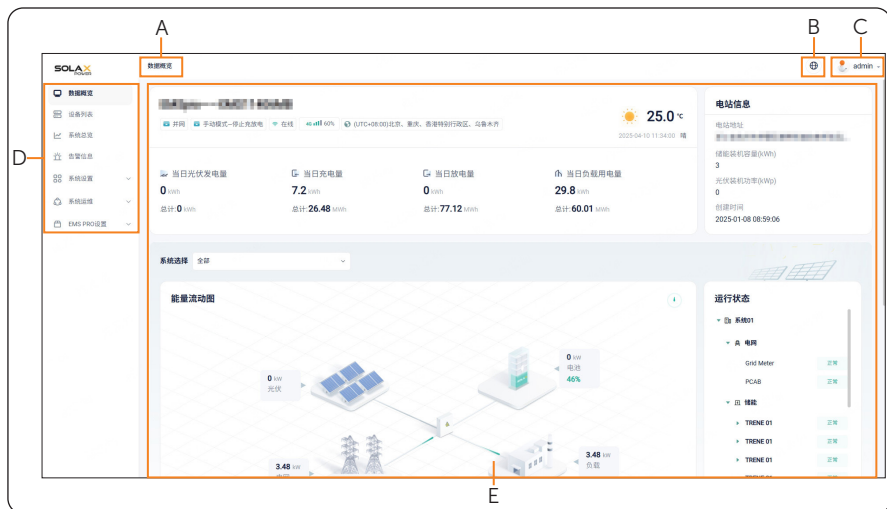 A
B
C
SOLAX
POWER
数据概览
admin
数据概览
设备列表
系统总览
告警信息
系统设置
系统运维
EMS PRO设置
D
并网
手动模式--停止充放电
在线
4G 60%
(UTC+08:00)北京、重庆、香港特别行政区、乌鲁木齐
25.0 ℃
2025-04-10 11:34:00 晴
当日光伏发电量
当日充电量
当日放电量
当日负载用电量
0 kWh
7.2 kWh
0 kWh
29.8 kWh
总计:0 kWh
总计:26.48 MWh
总计:77.12 MWh
总计:60.01 MWh
电站信息
电站地址
储能装机容量(kWh)
3
光伏装机功率(kWp)
0
创建时间
2025-01-08 08:59:06
系统选择 全部
能量流动图
0 kW
光伏
0 kW
电池
46%
3.48 kW
3.48 kW
负载
运行状态
系统01
电网
Grid Meter 正常
PCAB 正常
储能
TRENE 01 正常
TRENE 01 正常
TRENE 01 正常
E